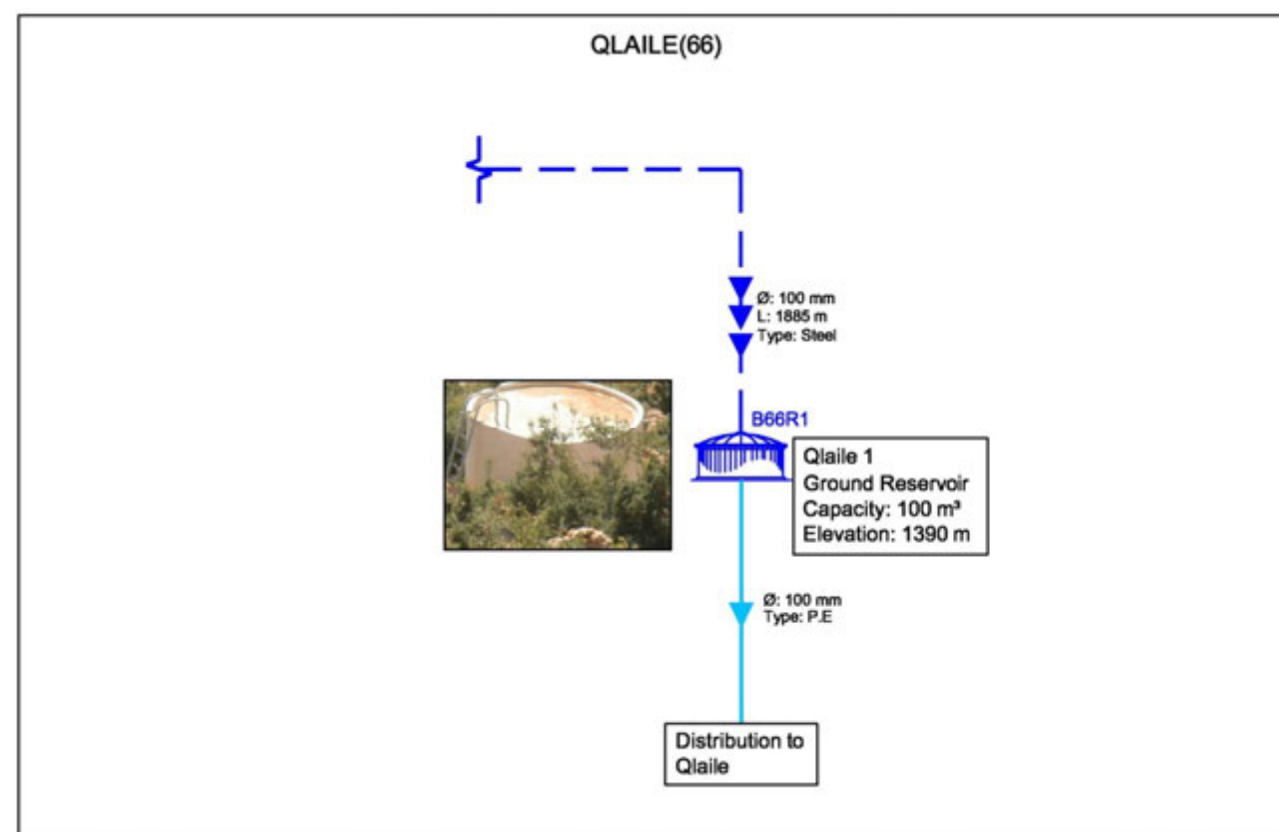 QLAILE(66)
Ø: 100 mm
L: 1885 m
Type: Steel
B66R1
Qlaile 1
Ground Reservoir
Capacity: 100 m³
Elevation: 1390 m
Ø: 100 mm
Type: P.E
Distribution to
Qlaile